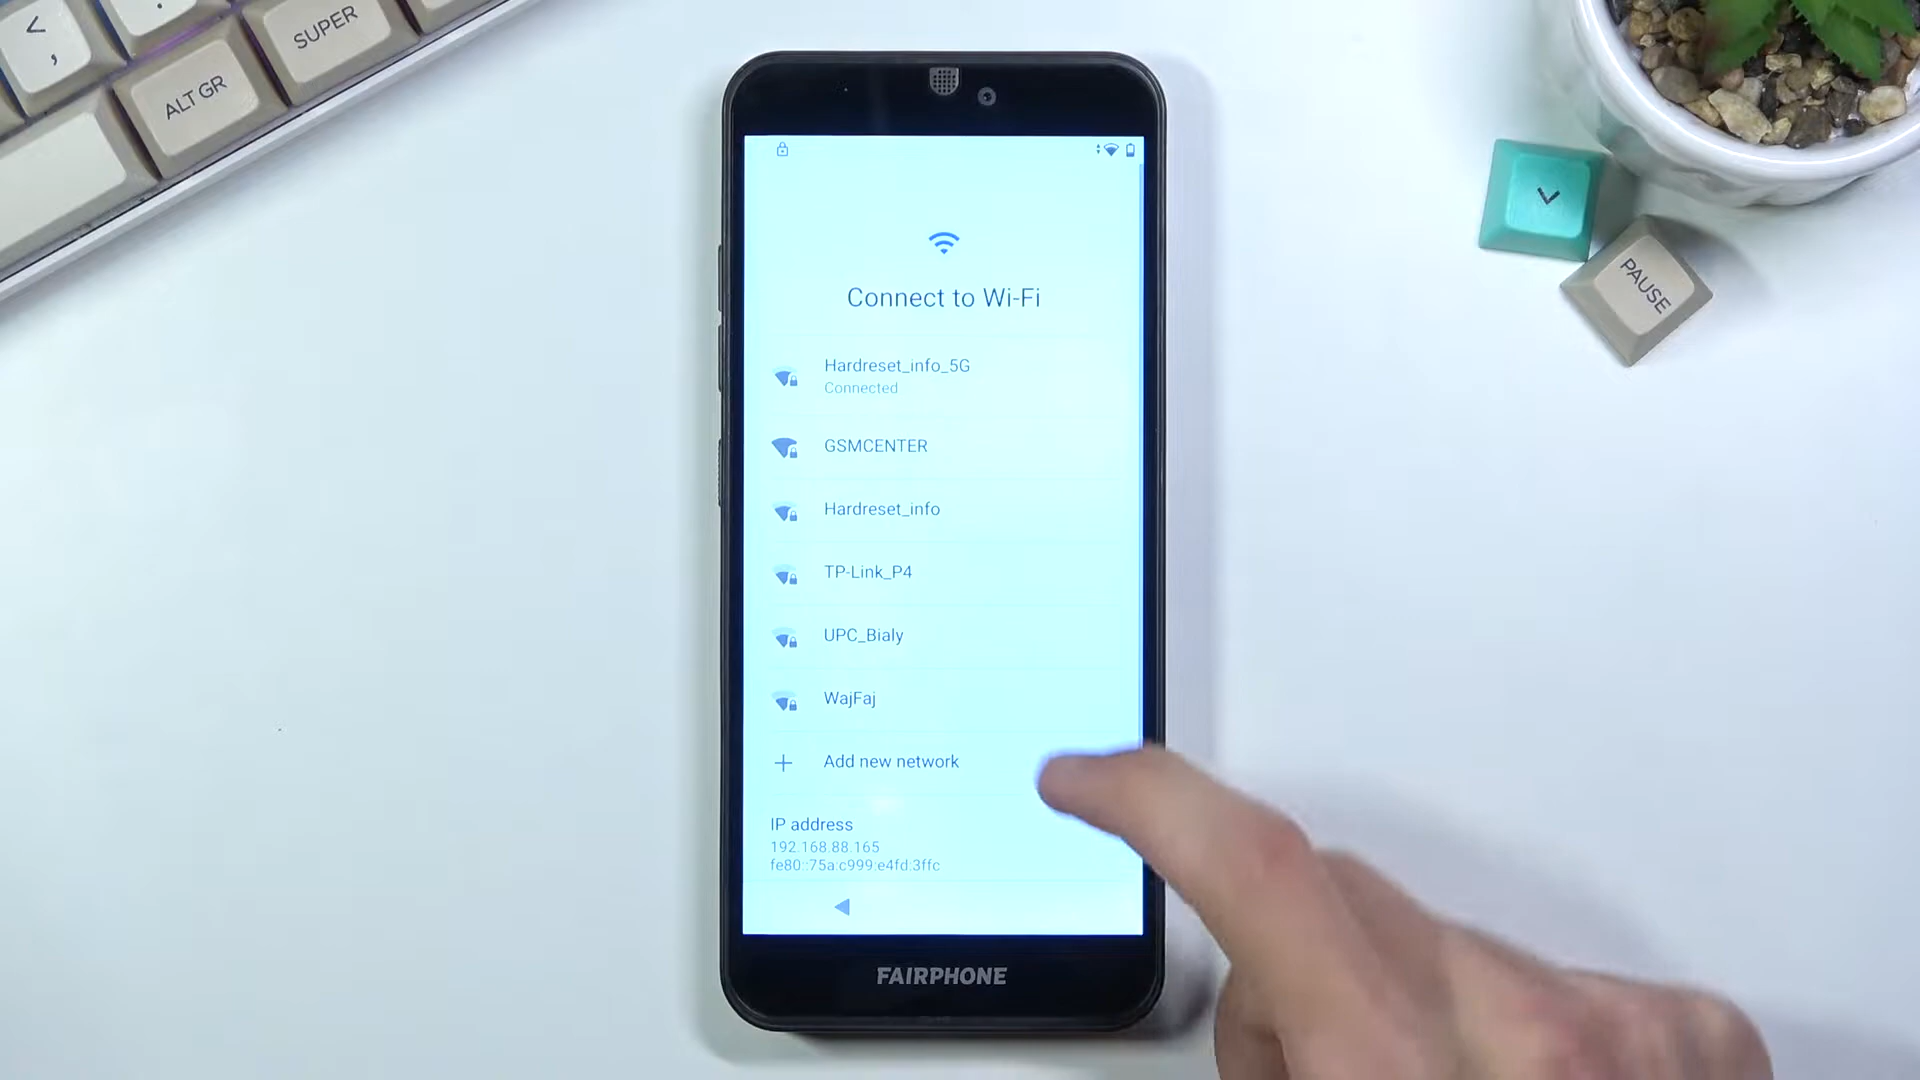 <
,
ALT GR
SUPER
PAUSE
Connect to Wi-Fi
Hardreset_info_5G
Connected
GSMCENTER
Hardreset_info
TP-Link_P4
UPC_Bialy
WajFaj
Add new network
IP address
192.168.88.165
fe80::75a:c999:e4fd:3ffc
FAIRPHONE